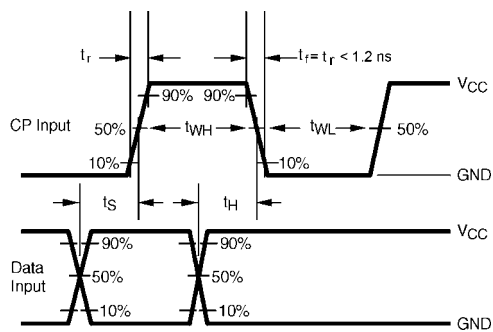 tr
tf = tr < 1.2 ns
VCC
90% 90%
CP Input
50%
tWH
tWL
50%
10%
10%
GND
tS
tH
VCC
90%
90%
Data
Input
50%
50%
10%
10%
GND